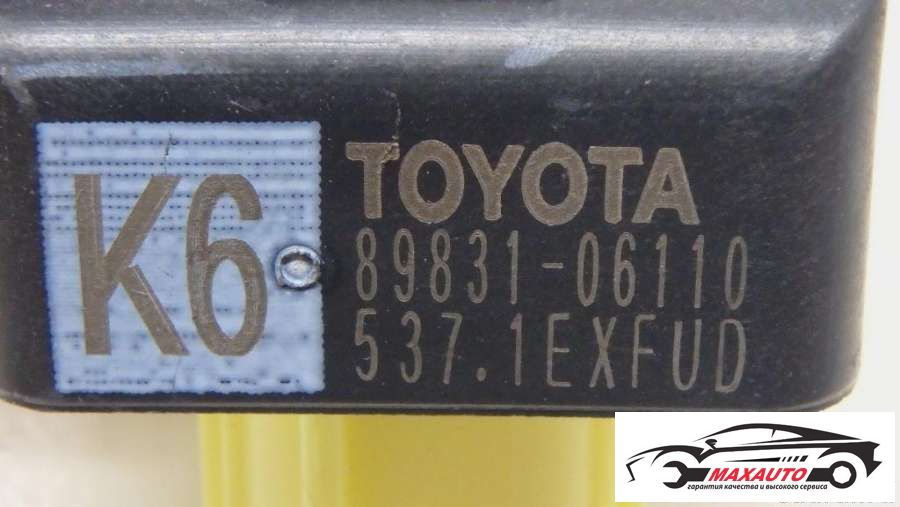 K6
TOYOTA
89831-06110
537.1EXFUD
MAXAUTO
гарантия качества и высокого сервиса